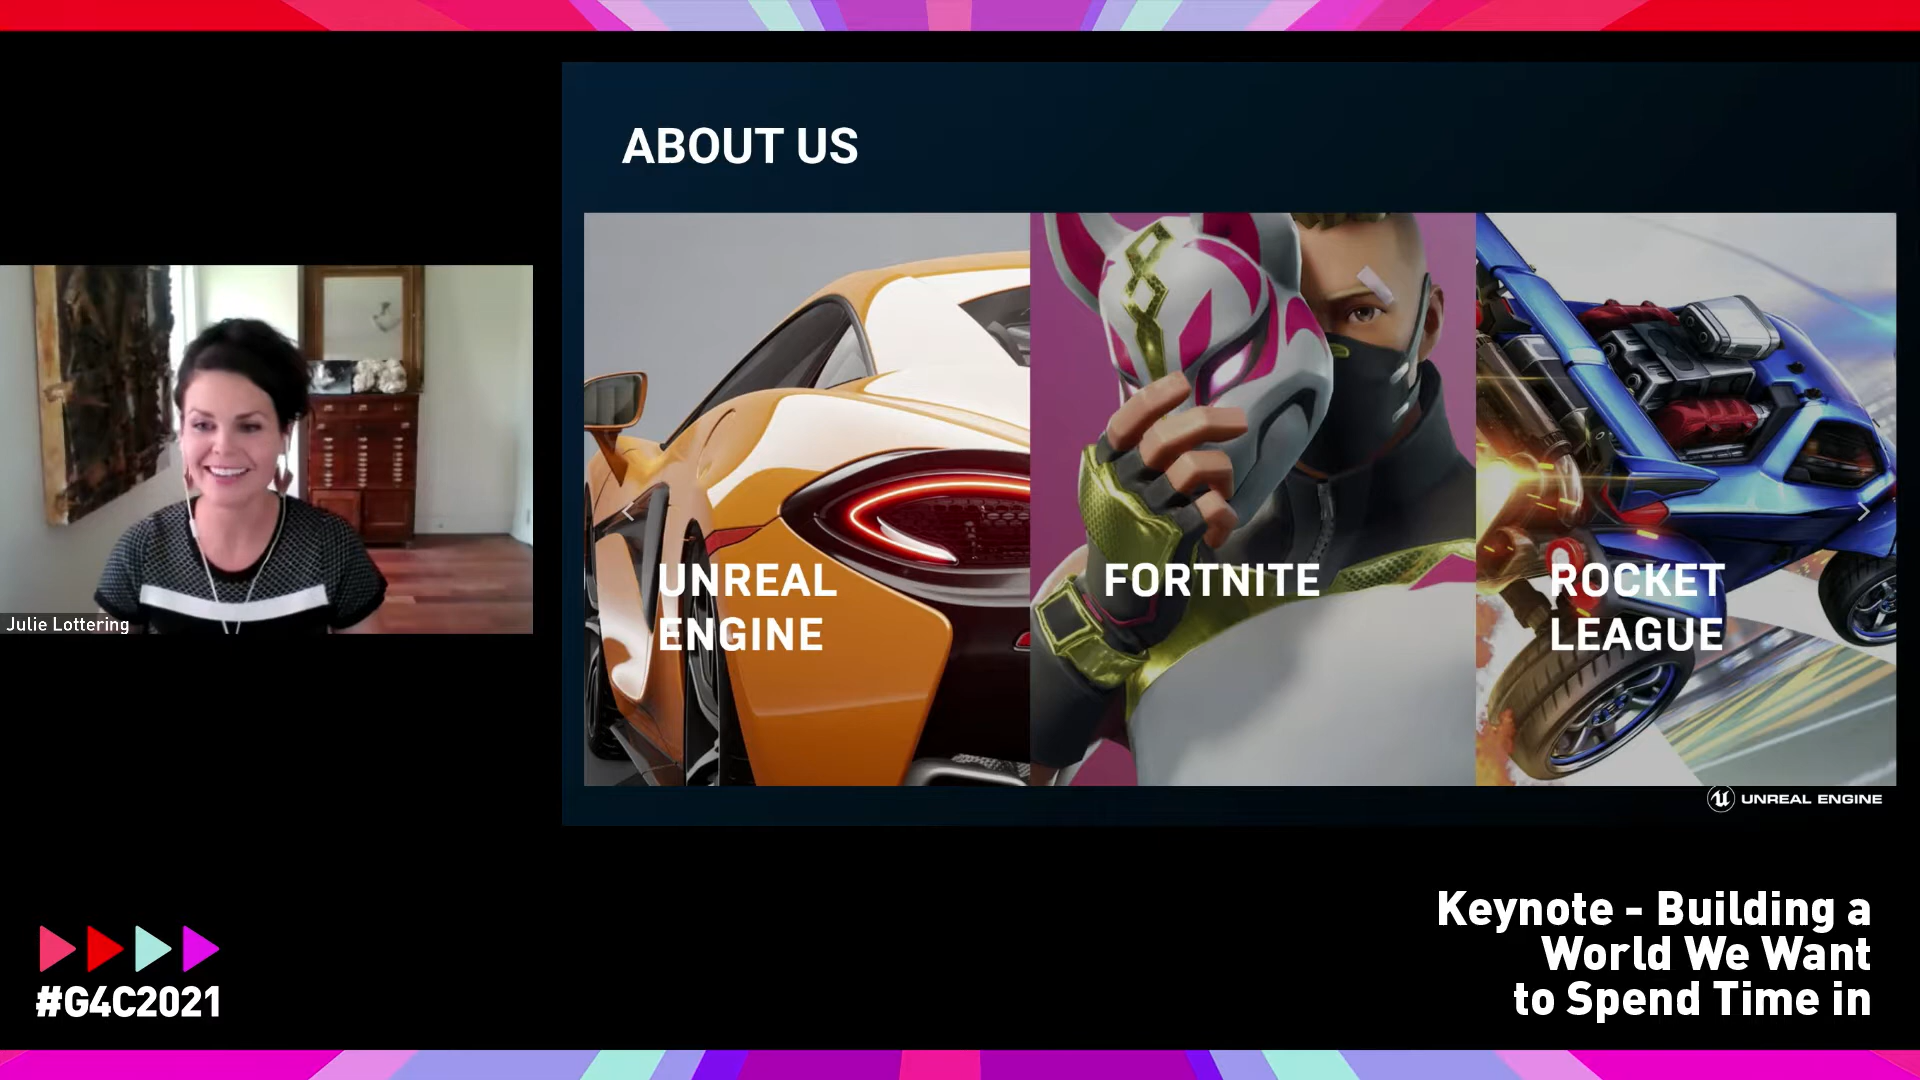 ABOUT US
UNREAL
ENGINE
FORTNITE
ROCKET
LEAGUE
UNREAL ENGINE
Julie Lottering
#G4C2021
Keynote - Building a
World We Want
to Spend Time in